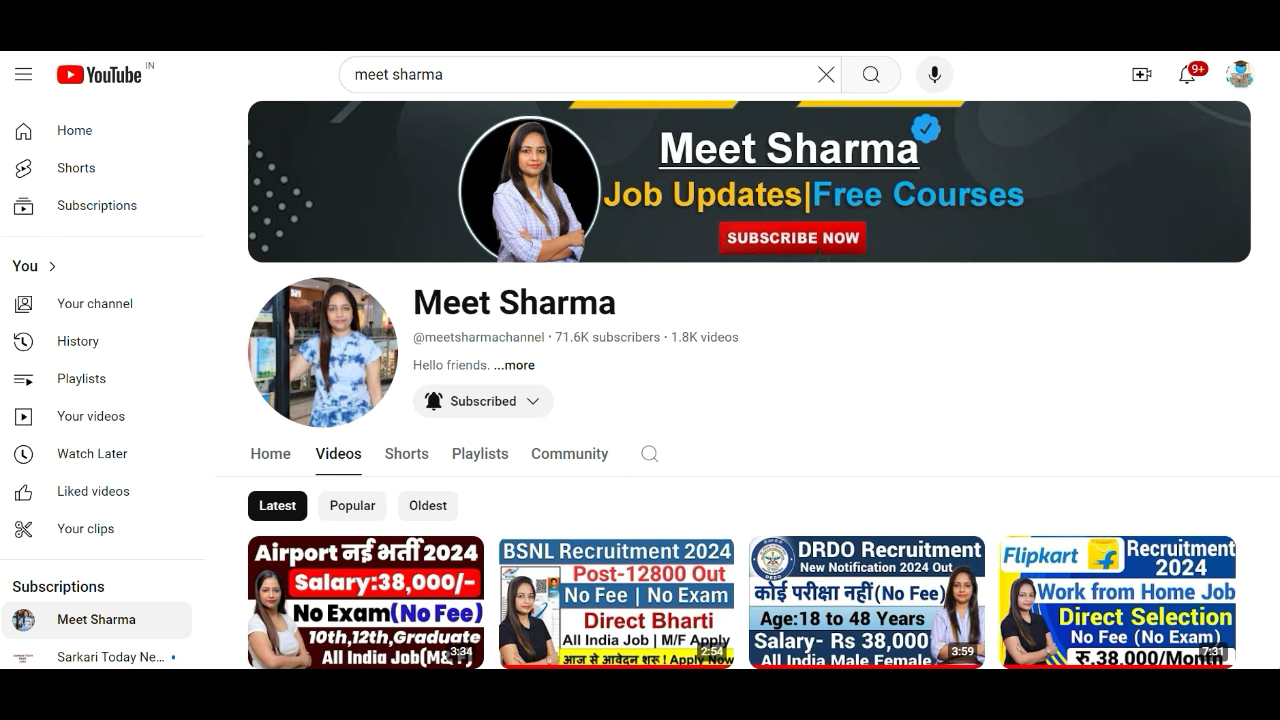 YouTube IN
meet sharma
9+
Home
Shorts
Subscriptions
You
Your channel
History
Playlists
Your videos
Watch Later
Liked videos
Your clips
Subscriptions
Meet Sharma
Sarkari Today Ne...
Meet Sharma
Job Updates|Free Courses
SUBSCRIBE NOW
Meet Sharma
@meetsharmachannel · 71.6K subscribers · 1.8K videos
Hello friends. ...more
Subscribed
Home Videos Shorts Playlists Community
Latest Popular Oldest
Airport नई भर्ती 2024
Salary:38,000/-
No Exam(No Fee)
10th,12th,Graduate
All India Job(M&
3:34
BSNL Recruitment 2024
Post-12800 Out
No Fee | No Exam
Direct Bharti
All India Job | M/F Apply
आज से आवेदन शुरू ! Apply Now
2:54
DRDO Recruitment
New Notification 2024 Out
कोई परीक्षा नहीं(No Fee)
Age:18 to 48 Years
Salary- Rs 38,000
All India Male Female
3:59
Flipkart Recruitment
2024
Work from Home Job
Direct Selection
No Fee (No Exam)
रु.38,000/Month
7:31